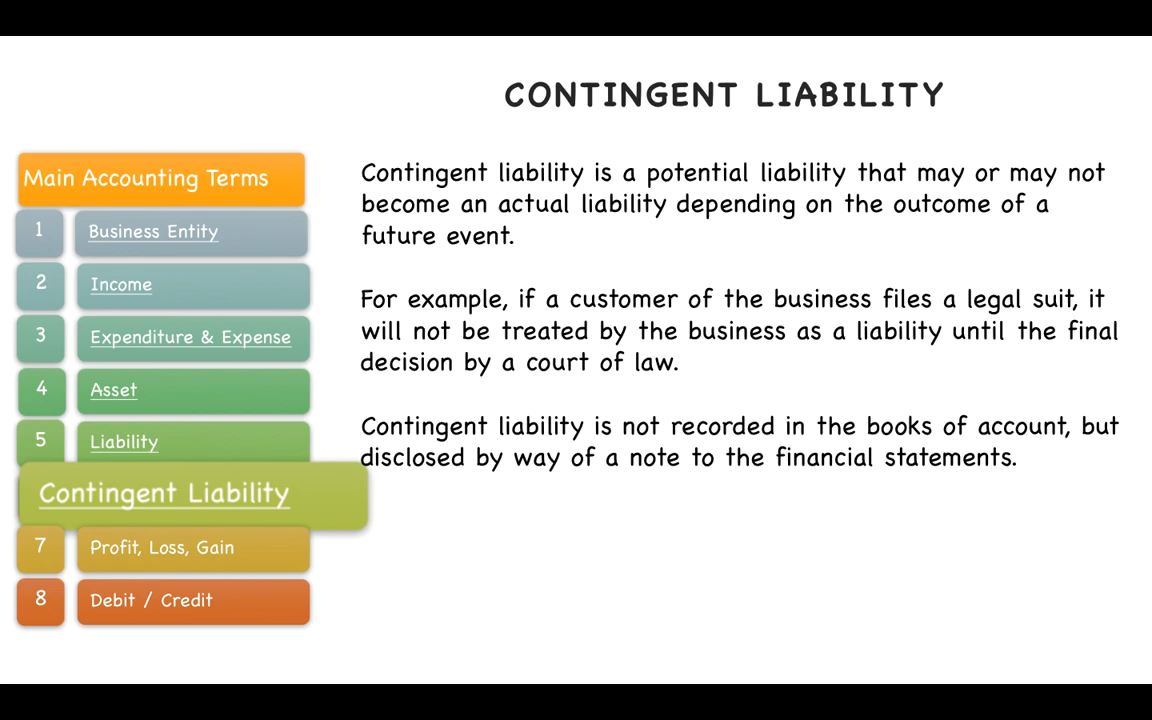 CONTINGENT LIABILITY
Main Accounting Terms
1 Business Entity
2 Income
3 Expenditure & Expense
4 Asset
5 Liability
Contingent Liability
7 Profit, Loss, Gain
8 Debit / Credit
Contingent liability is a potential liability that may or may not
become an actual liability depending on the outcome of a
future event.
For example, if a customer of the business files a legal suit, it
will not be treated by the business as a liability until the final
decision by a court of law.
Contingent liability is not recorded in the books of account, but
disclosed by way of a note to the financial statements.